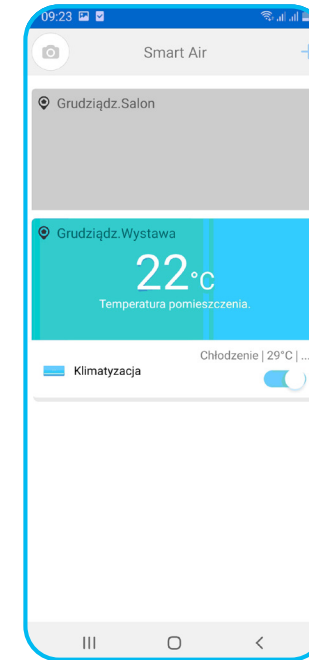 09:23
Smart Air
Grudziądz.Salon
Grudziądz.Wystawa
22°C
Temperatura pomieszczenia.
Chłodzenie | 29°C | ...
Klimatyzacja